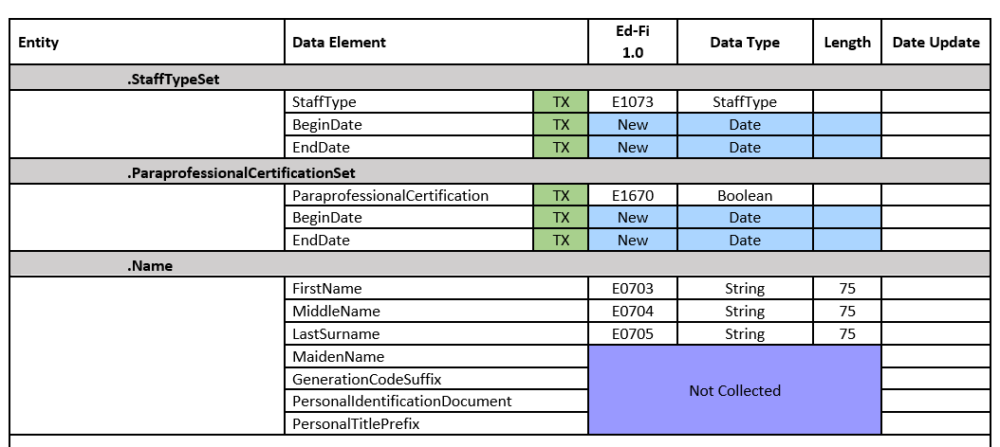 Entity Data Element Ed-Fi 1.0 Data Type Length Date Update
.StaffTypeSet
StaffType TX E1073 StaffType
BeginDate TX New Date
EndDate TX New Date
.ParaprofessionalCertificationSet
ParaprofessionalCertification TX E1670 Boolean
BeginDate TX New Date
EndDate TX New Date
.Name
FirstName E0703 String 75
MiddleName E0704 String 75
LastSurname E0705 String 75
MaidenName
GenerationCodeSuffix
Not Collected
PersonalIdentificationDocument
PersonalTitlePrefix